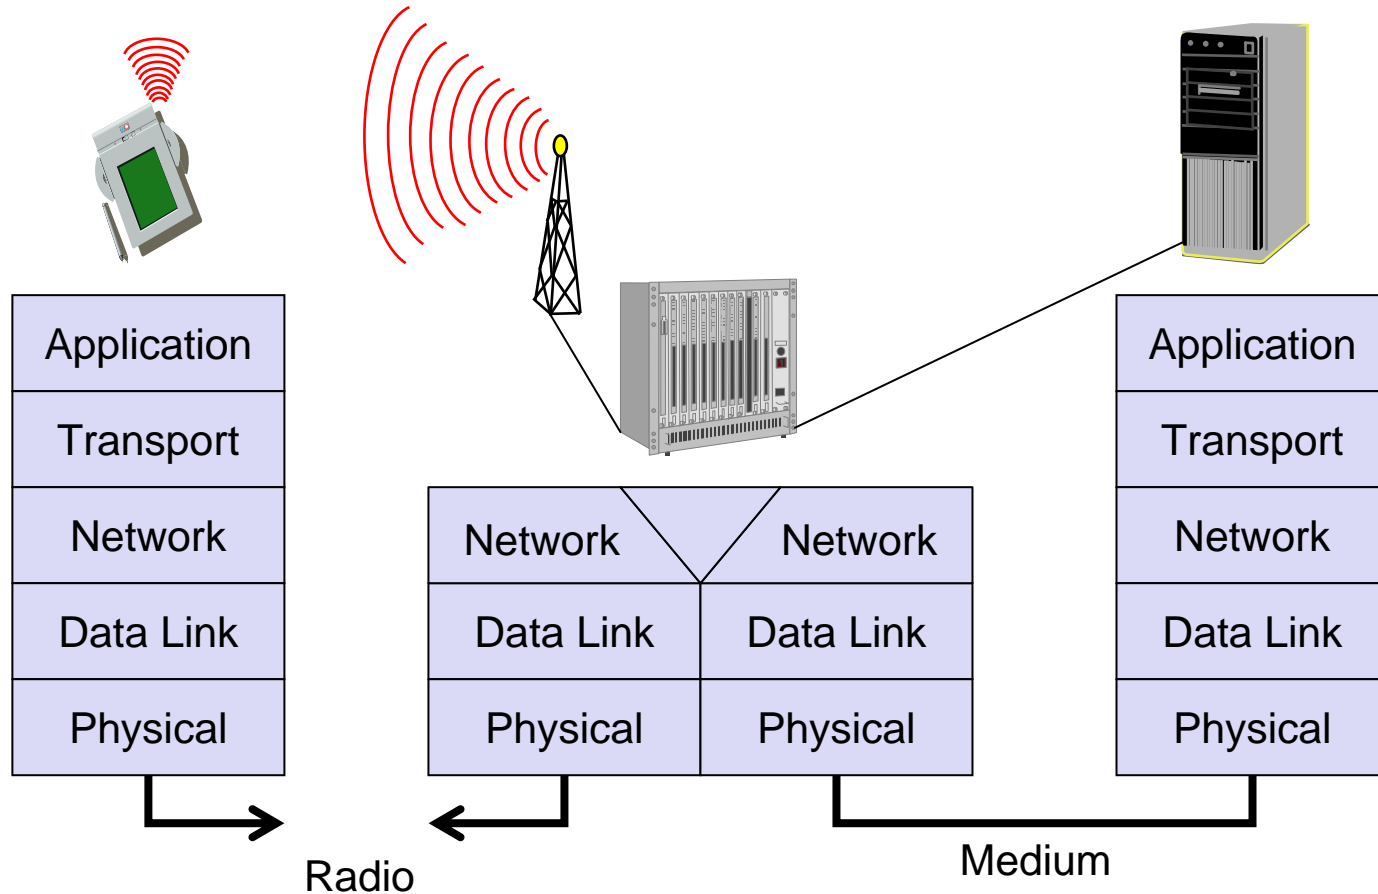 Application
Transport
Network
Data Link
Physical
Network Network
Data Link Data Link
Physical Physical
Application
Transport
Network
Data Link
Physical
Radio
Medium